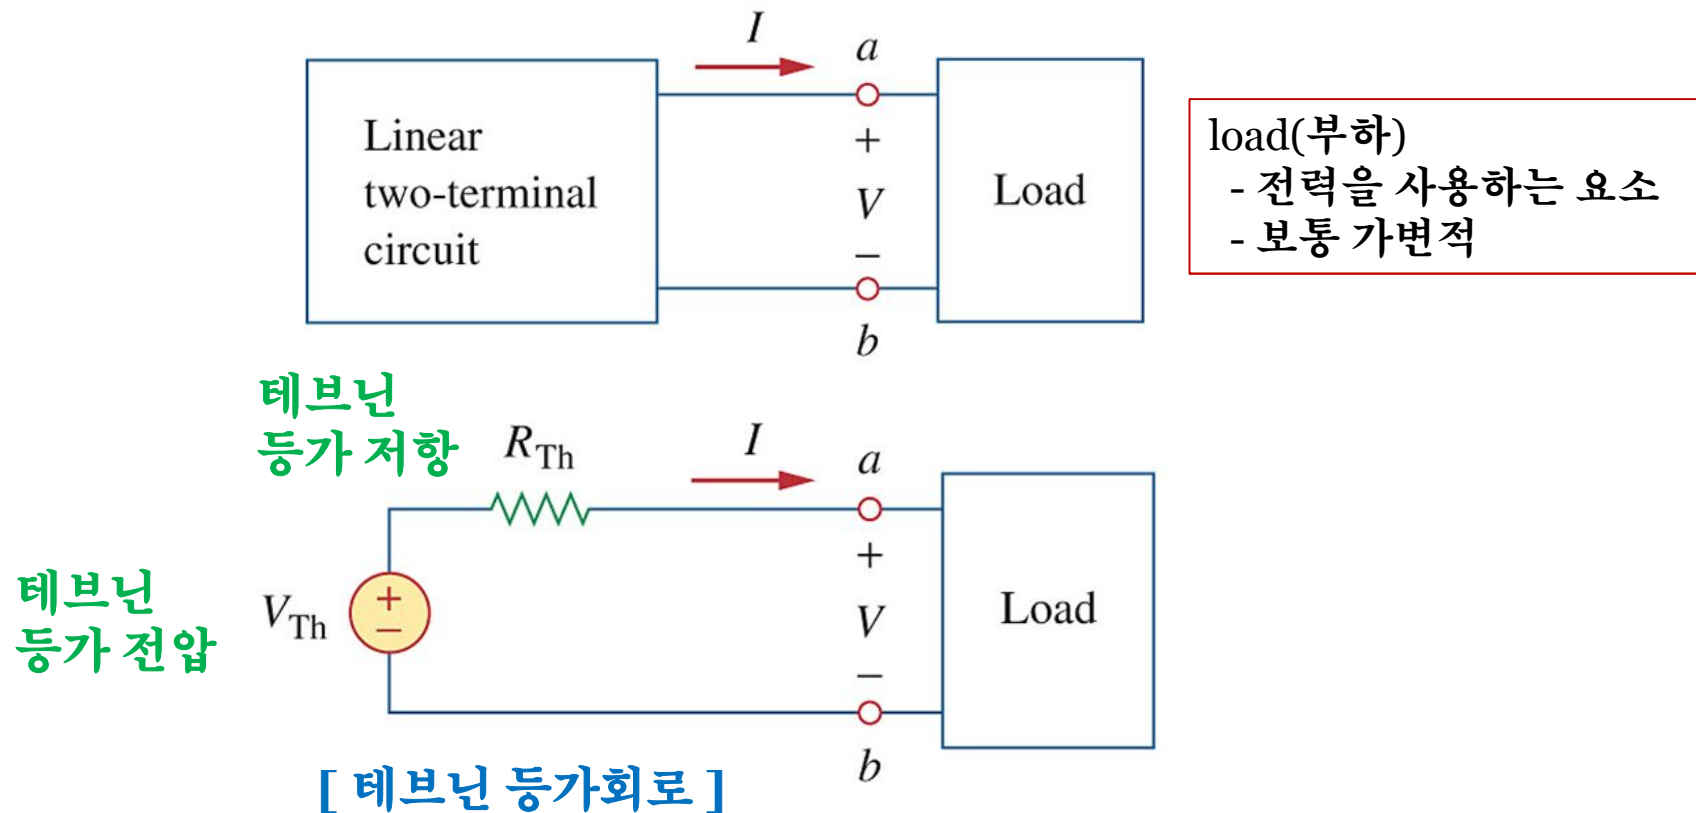 I
a
Linear
two-terminal
circuit
+
V
−
b
Load
load(부하)
- 전력을 사용하는 요소
- 보통 가변적
테브닌
등가 저항
R_Th
I
a
테브닌
등가 전압
V_Th
+
−
+
V
−
b
Load
[ 테브닌 등가회로 ]